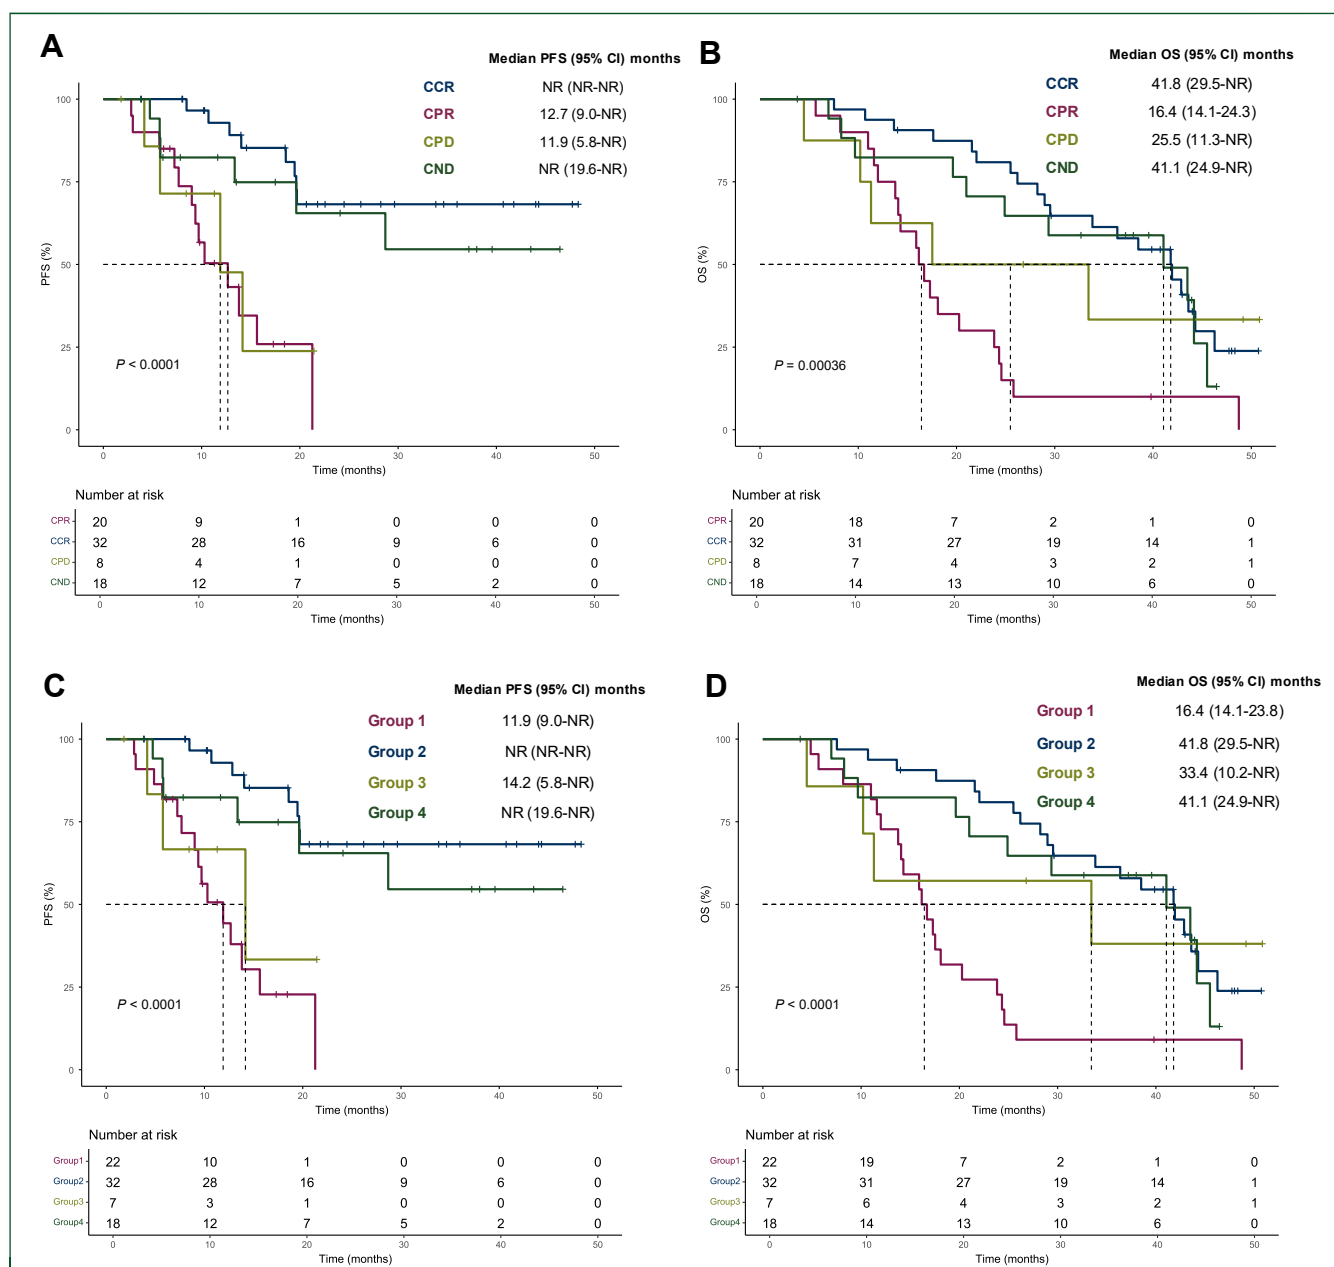 A
Median PFS (95% CI) months
CCR NR (NR-NR)
CPR 12.7 (9.0-NR)
CPD 11.9 (5.8-NR)
CND NR (19.6-NR)
100
75
50
25
0
PFS (%)
P < 0.0001
0 10 20 30 40 50
Time (months)
Number at risk
CPR 20 9 1 0 0 0
CCR 32 28 16 9 6 0
CPD 8 4 1 0 0 0
CND 18 12 7 5 2 0
0 10 20 30 40 50
Time (months)
B
Median OS (95% CI) months
CCR 41.8 (29.5-NR)
CPR 16.4 (14.1-24.3)
CPD 25.5 (11.3-NR)
CND 41.1 (24.9-NR)
100
75
50
25
0
OS (%)
P = 0.00036
0 10 20 30 40 50
Time (months)
Number at risk
CPR 20 18 7 2 1 0
CCR 32 31 27 19 14 1
CPD 8 7 4 3 2 1
CND 18 14 13 10 6 0
0 10 20 30 40 50
Time (months)
C
Median PFS (95% CI) months
Group 1 11.9 (9.0-NR)
Group 2 NR (NR-NR)
Group 3 14.2 (5.8-NR)
Group 4 NR (19.6-NR)
100
75
50
25
0
PFS (%)
P < 0.0001
0 10 20 30 40 50
Time (months)
Number at risk
Group1 22 10 1 0 0 0
Group2 32 28 16 9 6 0
Group3 7 3 1 0 0 0
Group4 18 12 7 5 2 0
0 10 20 30 40 50
Time (months)
D
Median OS (95% CI) months
Group 1 16.4 (14.1-23.8)
Group 2 41.8 (29.5-NR)
Group 3 33.4 (10.2-NR)
Group 4 41.1 (24.9-NR)
100
75
50
25
0
OS (%)
P < 0.0001
0 10 20 30 40 50
Time (months)
Number at risk
Group1 22 19 7 2 1 0
Group2 32 31 27 19 14 1
Group3 7 6 4 3 2 1
Group4 18 14 13 10 6 0
0 10 20 30 40 50
Time (months)